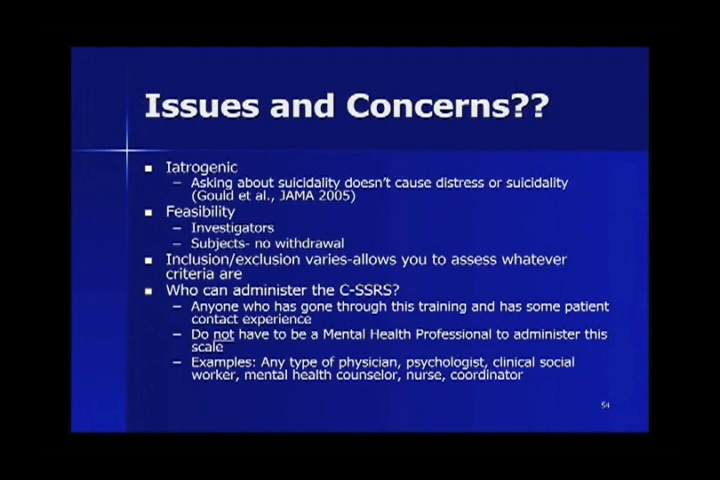 Issues and Concerns??
Iatrogenic
– Asking about suicidality doesn't cause distress or suicidality
(Gould et al., JAMA 2005)
Feasibility
– Investigators
– Subjects- no withdrawal
Inclusion/exclusion varies-allows you to assess whatever
criteria are
Who can administer the C-SSRS?
– Anyone who has gone through this training and has some patient
contact experience
– Do not have to be a Mental Health Professional to administer this
scale
– Examples: Any type of physician, psychologist, clinical social
worker, mental health counselor, nurse, coordinator
54